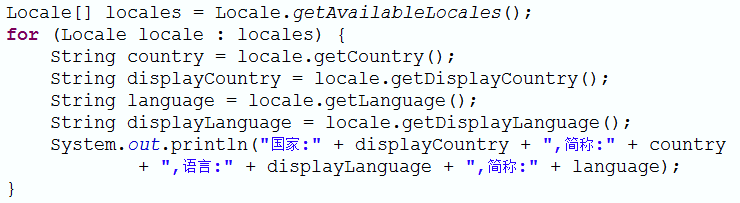 Locale[] locales = Locale.getAvailableLocales();
for (Locale locale : locales) {
    String country = locale.getCountry();
    String displayCountry = locale.getDisplayCountry();
    String language = locale.getLanguage();
    String displayLanguage = locale.getDisplayLanguage();
    System.out.println("国家:" + displayCountry + ",简称:" + country
            + ",语言:" + displayLanguage + ",简称:" + language);
}